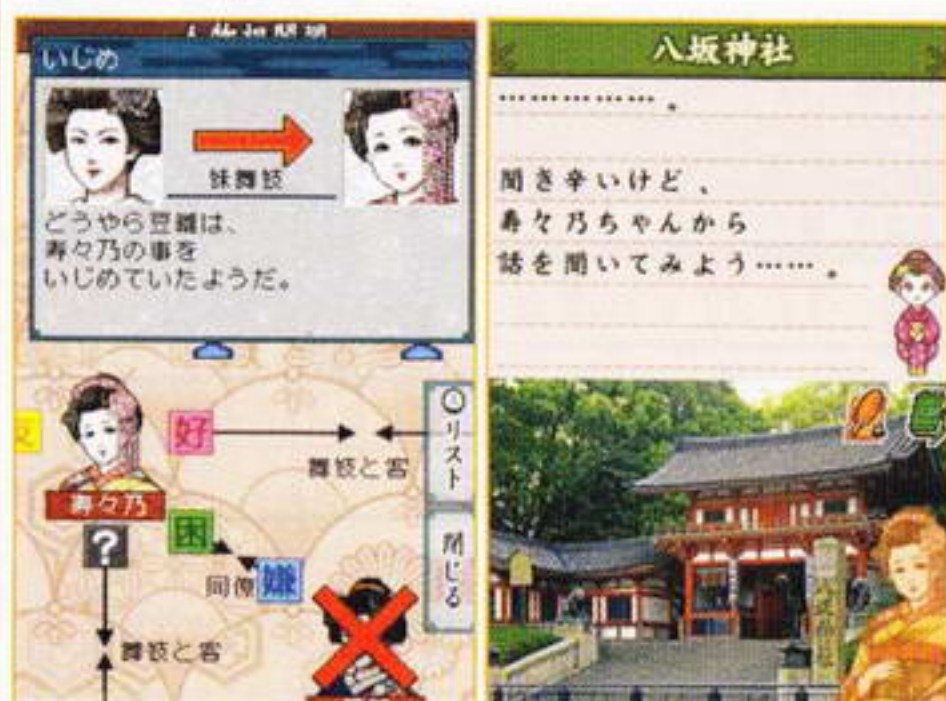 いじめ
妹舞妓
どうやら豆雛は、
寿々乃の事を
いじめていたようだ。
好
舞妓と客
寿々乃
困
?
同僚
嫌
舞妓と客
リスト
閉じる
八坂神社
……………。
聞き辛いけど、
寿々乃ちゃんから
話を聞いてみよう……。